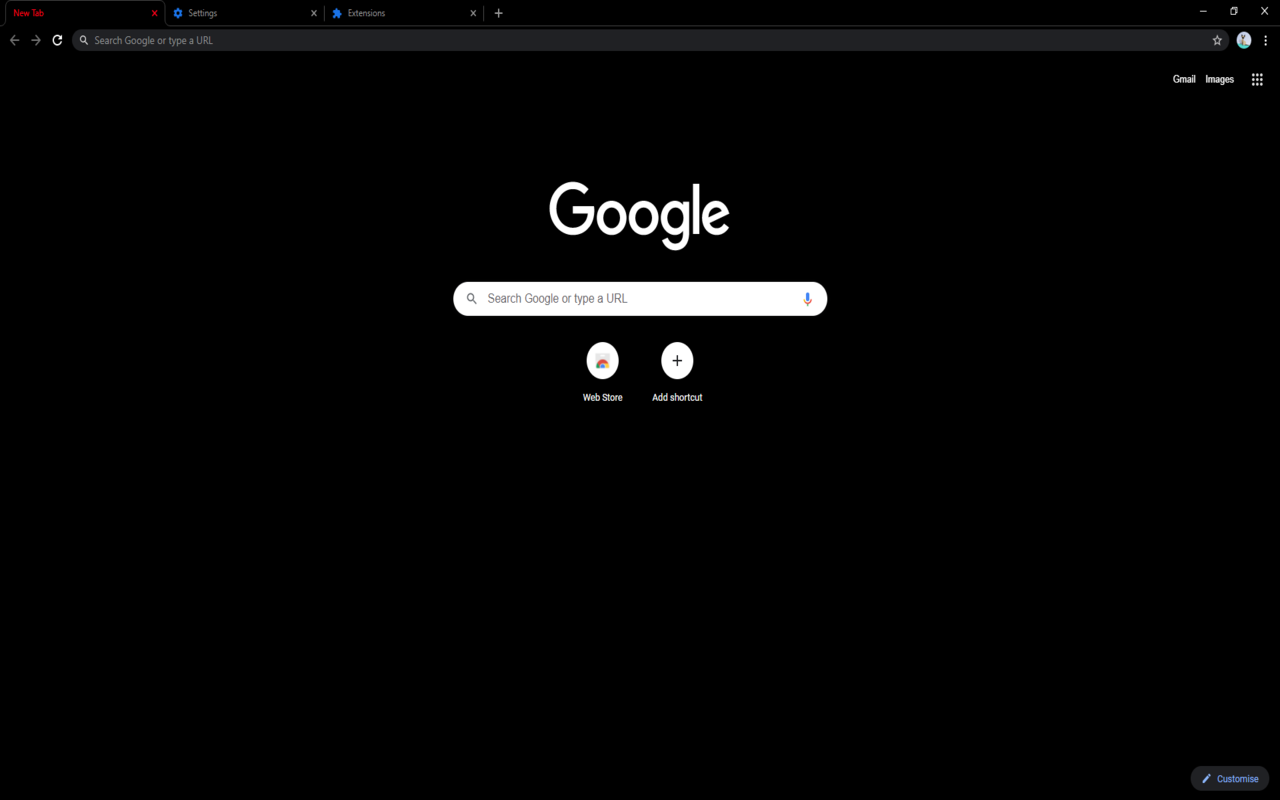 New Tab
Settings
Extensions
Search Google or type a URL
Gmail
Images
Google
Search Google or type a URL
Web Store
Add shortcut
Customise